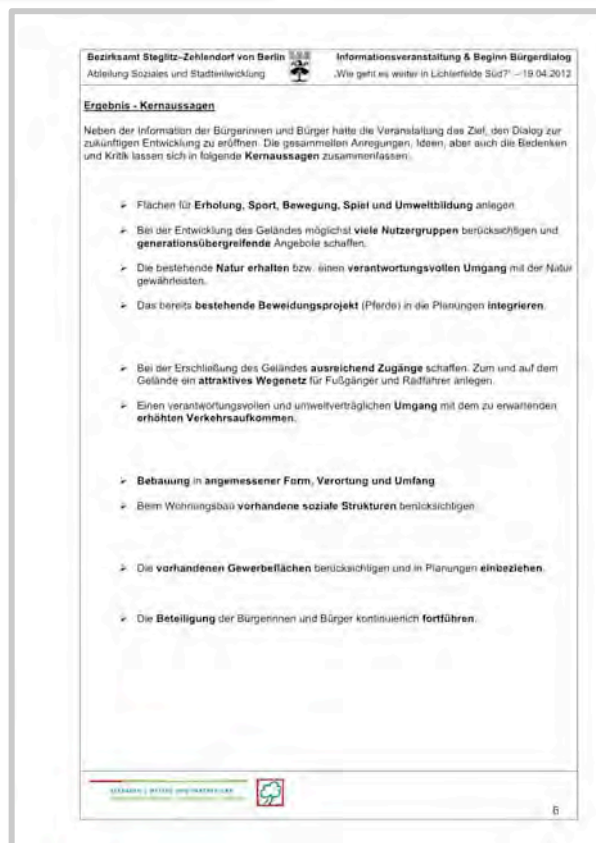 Bezirksamt Steglitz-Zehlendorf von Berlin
Abteilung Soziales und Stadtentwicklung
Informationsveranstaltung & Beginn Bürgerdialog
„Wie geht es weiter in Lichterfelde Süd?" – 19.04.2012
Ergebnis - Kernaussagen
Neben der Information der Bürgerinnen und Bürger hatte die Veranstaltung das Ziel, den Dialog zur
zukünftigen Entwicklung zu eröffnen. Die gesammelten Anregungen, Ideen, aber auch die Bedenken
und Kritik lassen sich in folgende Kernaussagen zusammenfassen:
➢ Flächen für Erholung, Sport, Bewegung, Spiel und Umweltbildung anlegen.
➢ Bei der Entwicklung des Geländes möglichst viele Nutzergruppen berücksichtigen und
generationsübergreifende Angebote schaffen.
➢ Die bestehende Natur erhalten bzw. einen verantwortungsvollen Umgang mit der Natur
gewährleisten.
➢ Das bereits bestehende Beweidungsprojekt (Pferde) in die Planungen integrieren.
➢ Bei der Erschließung des Geländes ausreichend Zugänge schaffen. Zum und auf dem
Gelände ein attraktives Wegenetz für Fußgänger und Radfahrer anlegen.
➢ Einen verantwortungsvollen und umweltverträglichen Umgang mit dem zu erwartenden
erhöhten Verkehrsaufkommen.
➢ Bebauung in angemessener Form, Verortung und Umfang.
➢ Beim Wohnungsbau vorhandene soziale Strukturen berücksichtigen.
➢ Die vorhandenen Gewerbeflächen berücksichtigen und in Planungen einbeziehen.
➢ Die Beteiligung der Bürgerinnen und Bürger kontinuierlich fortführen.
6